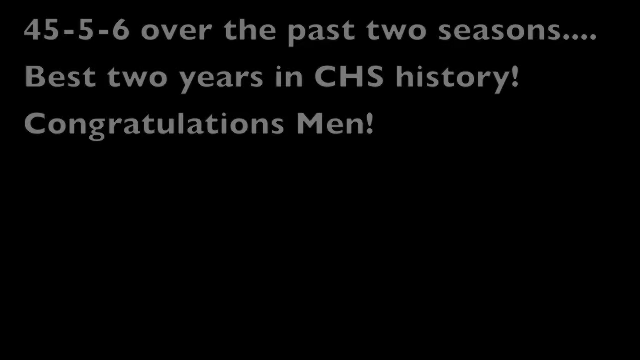 45-5-6 over the past two seasons....
Best two years in CHS history!
Congratulations Men!